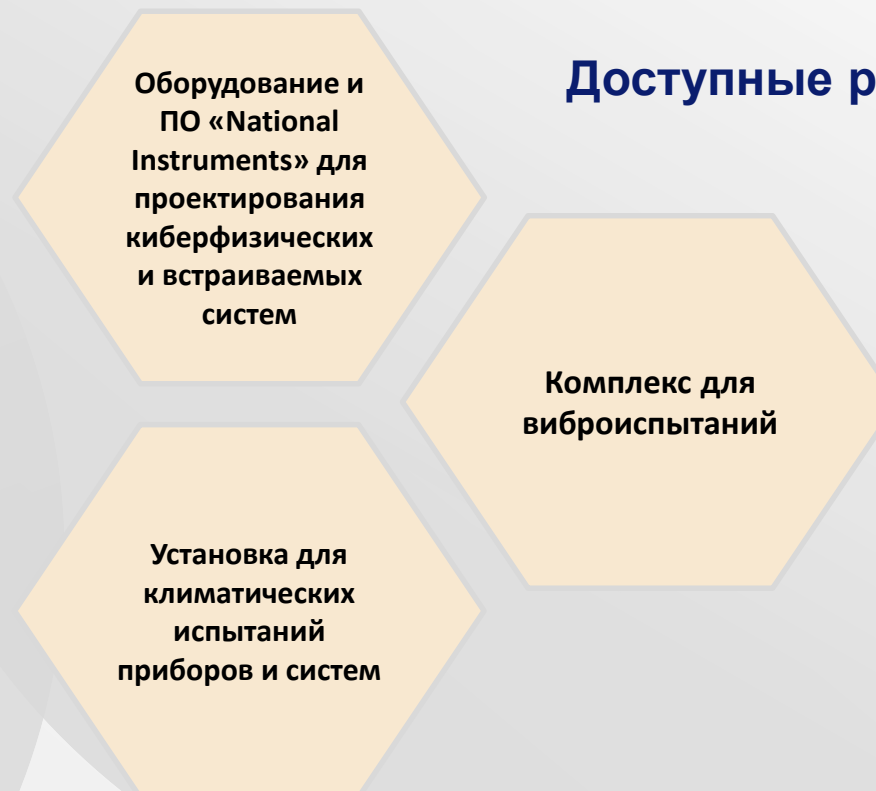 Доступные р
Оборудование и
ПО «National
Instruments» для
проектирования
киберфизических
и встраиваемых
систем
Комплекс для
виброиспытаний
Установка для
климатических
испытаний
приборов и систем